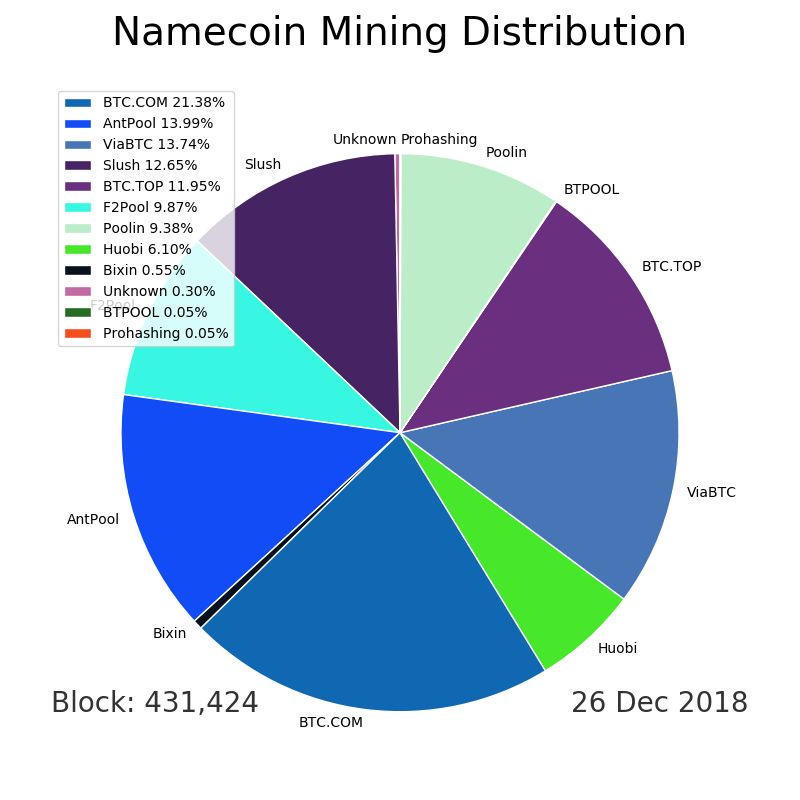 Namecoin Mining Distribution
BTC.COM 21.38%
AntPool 13.99%
ViaBTC 13.74%
Slush 12.65%
BTC.TOP 11.95%
F2Pool 9.87%
Poolin 9.38%
Huobi 6.10%
Bixin 0.55%
Unknown 0.30%
BTPOOL 0.05%
Prohashing 0.05%
Unknown
Prohashing
Poolin
Slush
BTPOOL
BTC.TOP
F2Pool
ViaBTC
AntPool
Bixin
Huobi
BTC.COM
Block: 431,424
26 Dec 2018